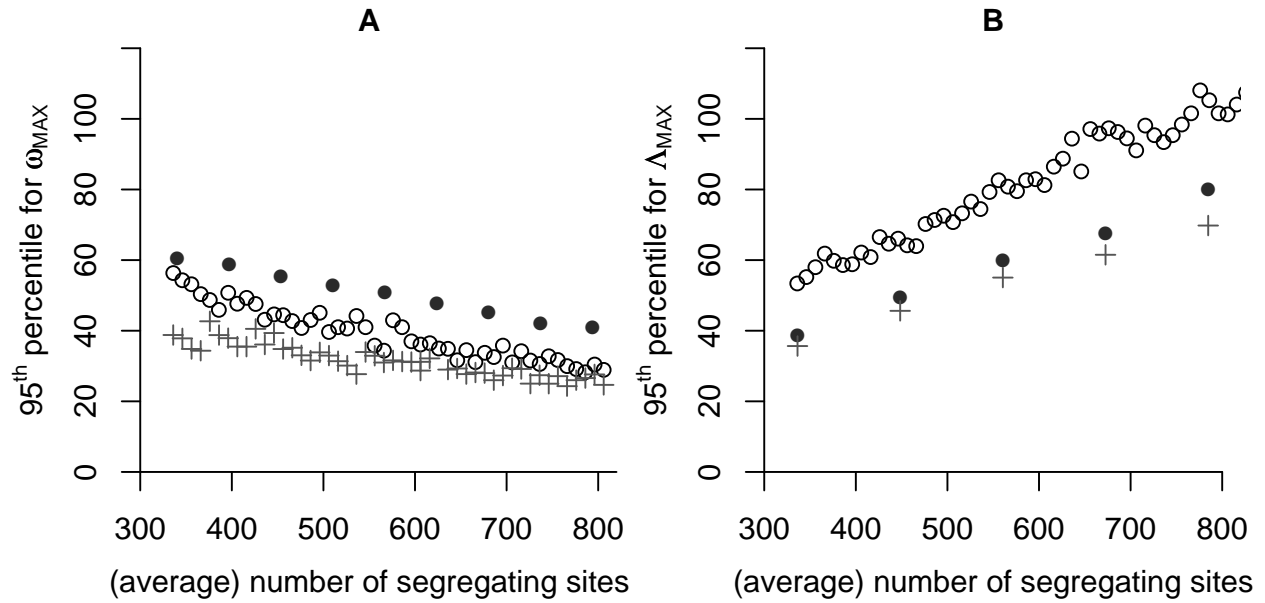 A
95th percentile for ωMAX
0 20 40 60 80 100
300 400 500 600 700 800
(average) number of segregating sites
B
95th percentile for ΛMAX
0 20 40 60 80 100
300 400 500 600 700 800
(average) number of segregating sites